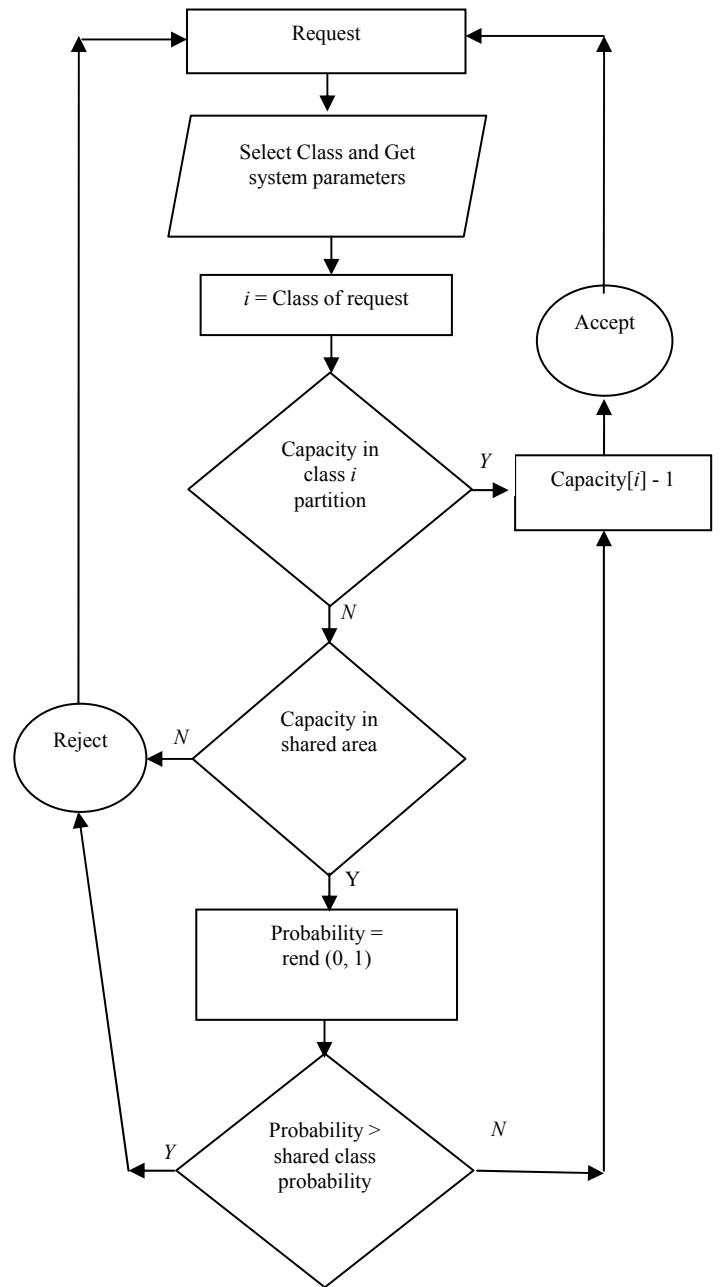 Request
Select Class and Get
system parameters
i = Class of request
Accept
Capacity in
class i
partition
Y
Capacity[i] - 1
N
Capacity in
shared area
N
Reject
Y
Probability =
rend (0, 1)
Probability >
shared class
probability
Y
N